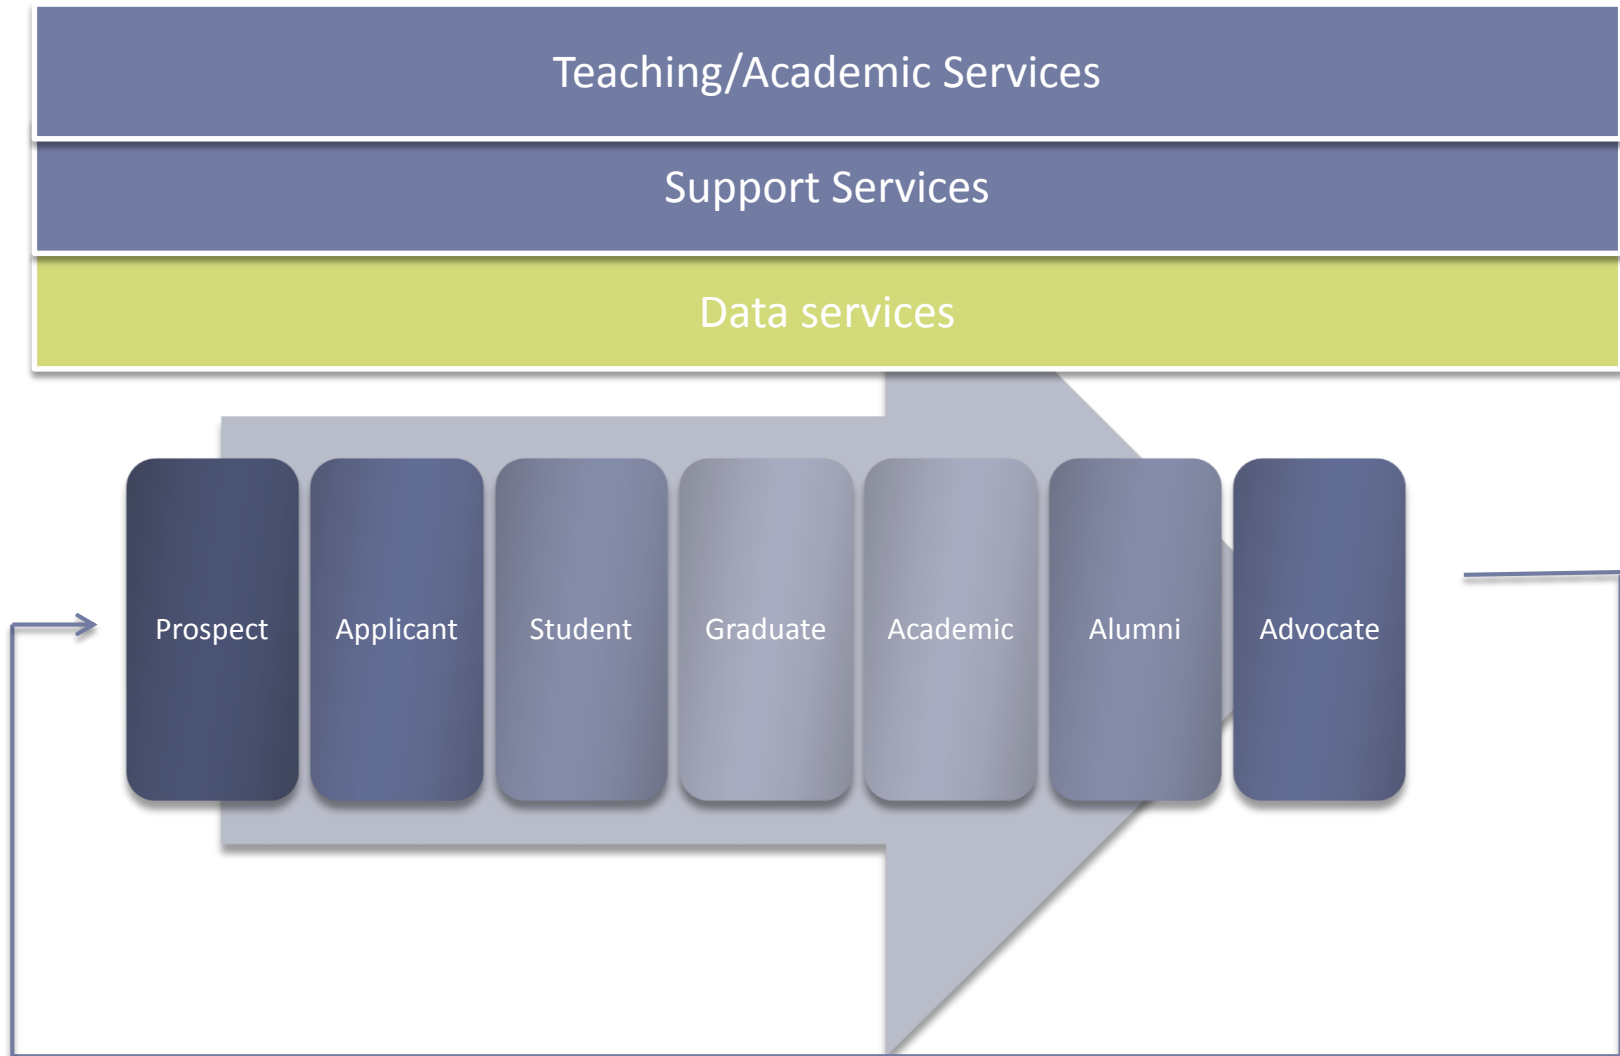 Teaching/Academic Services
Support Services
Data services
Prospect
Applicant
Student
Graduate
Academic
Alumni
Advocate